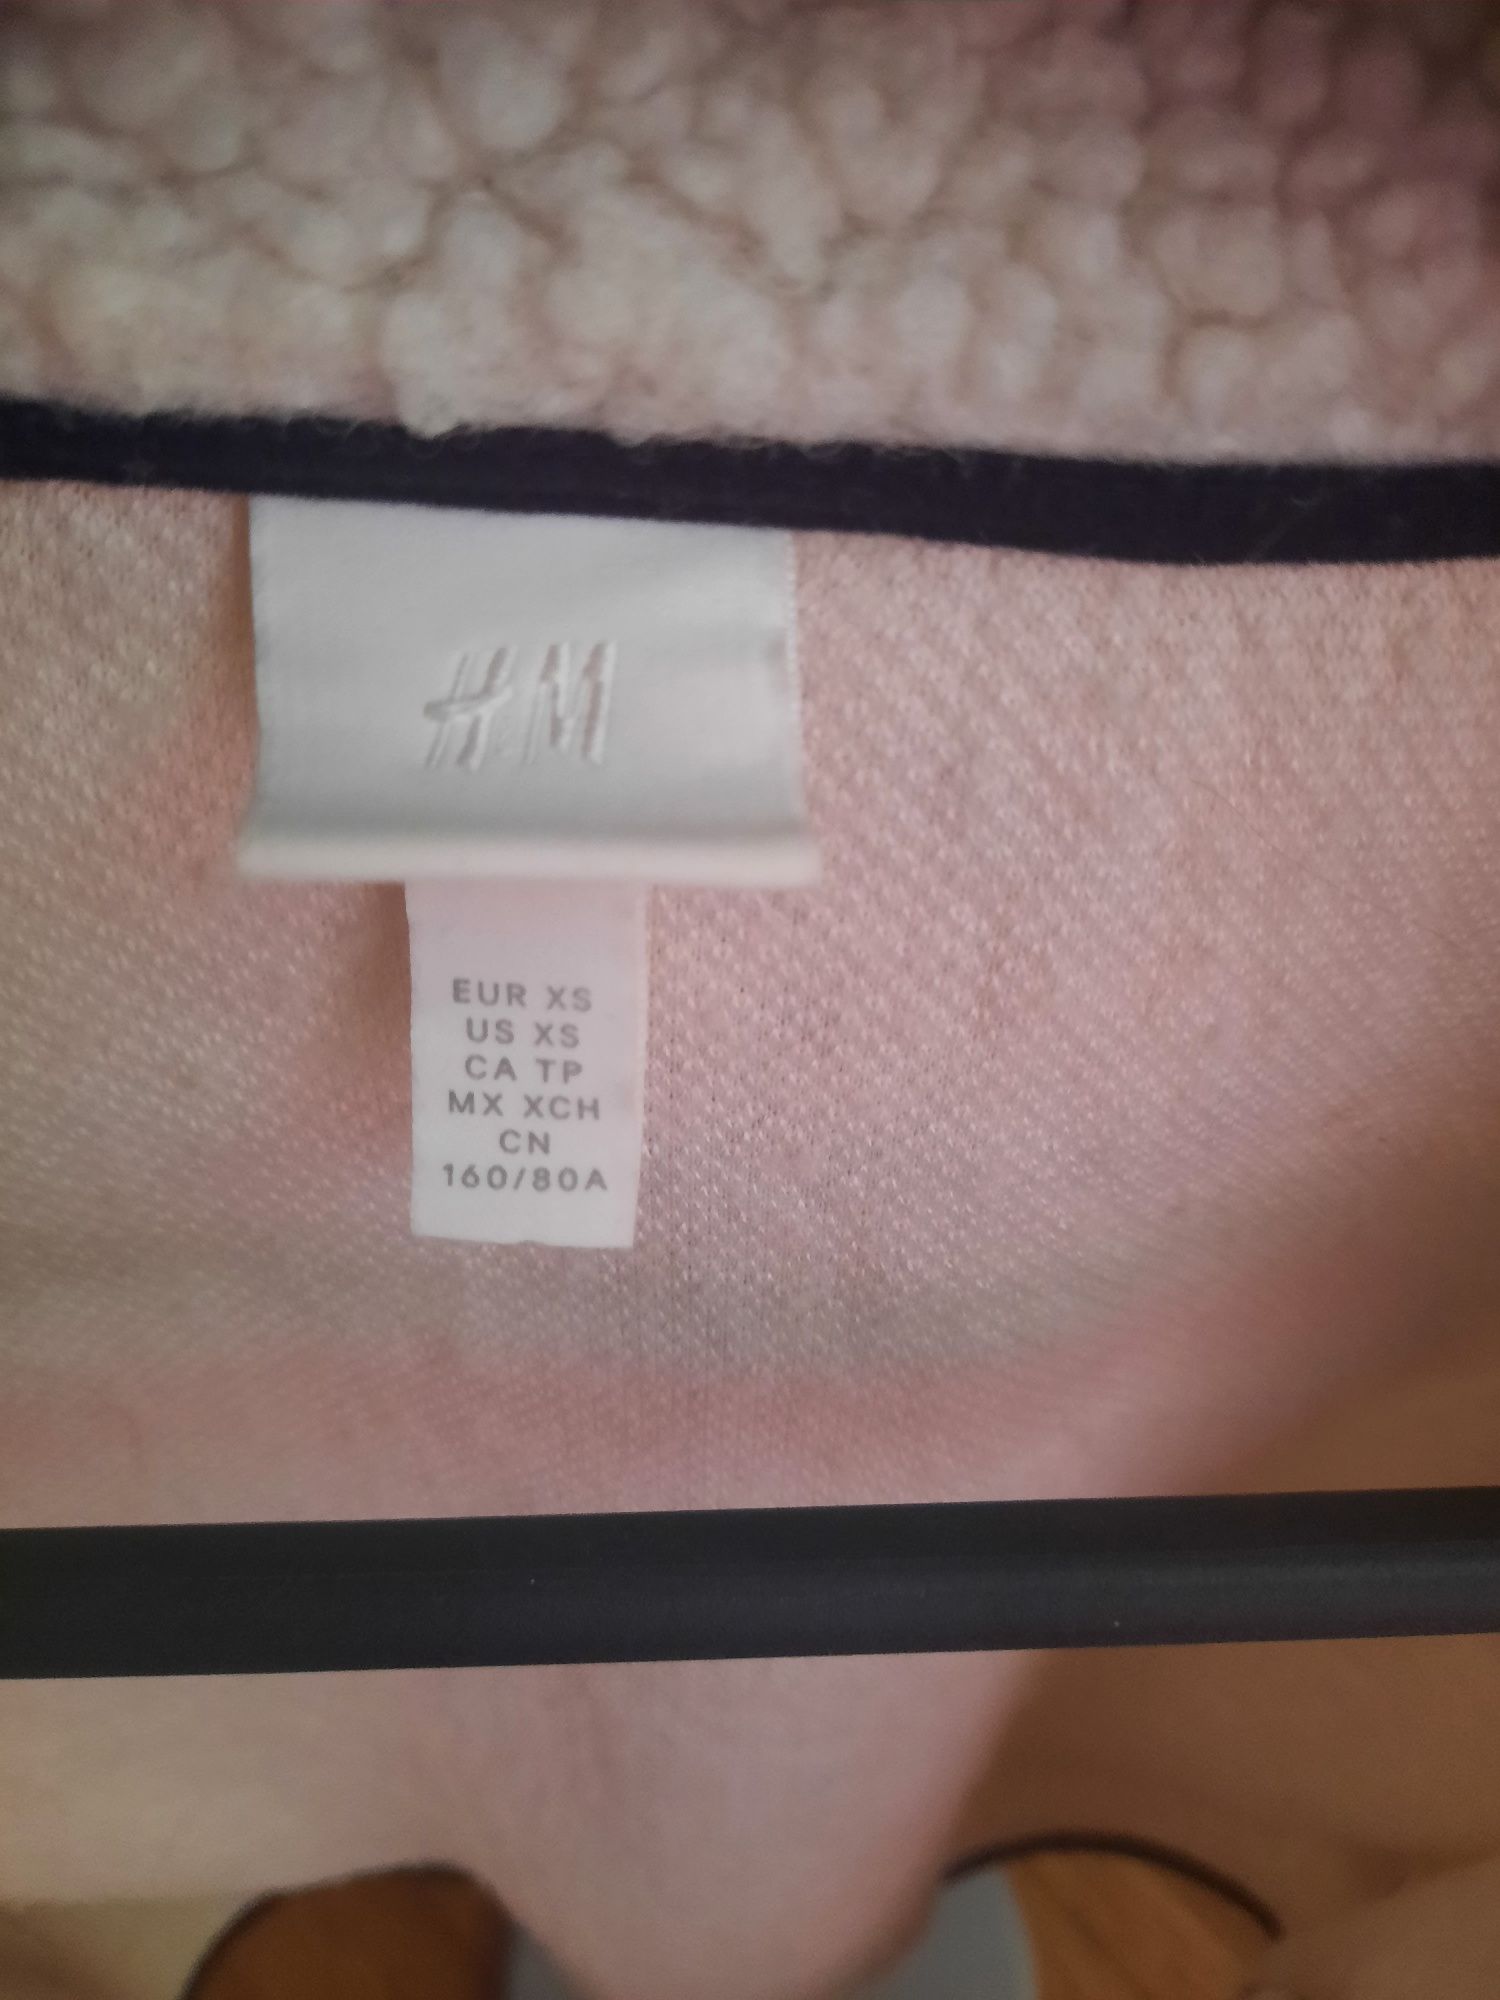 H&M
EUR XS
US XS
CA TP
MX XCH
CN
160/80A